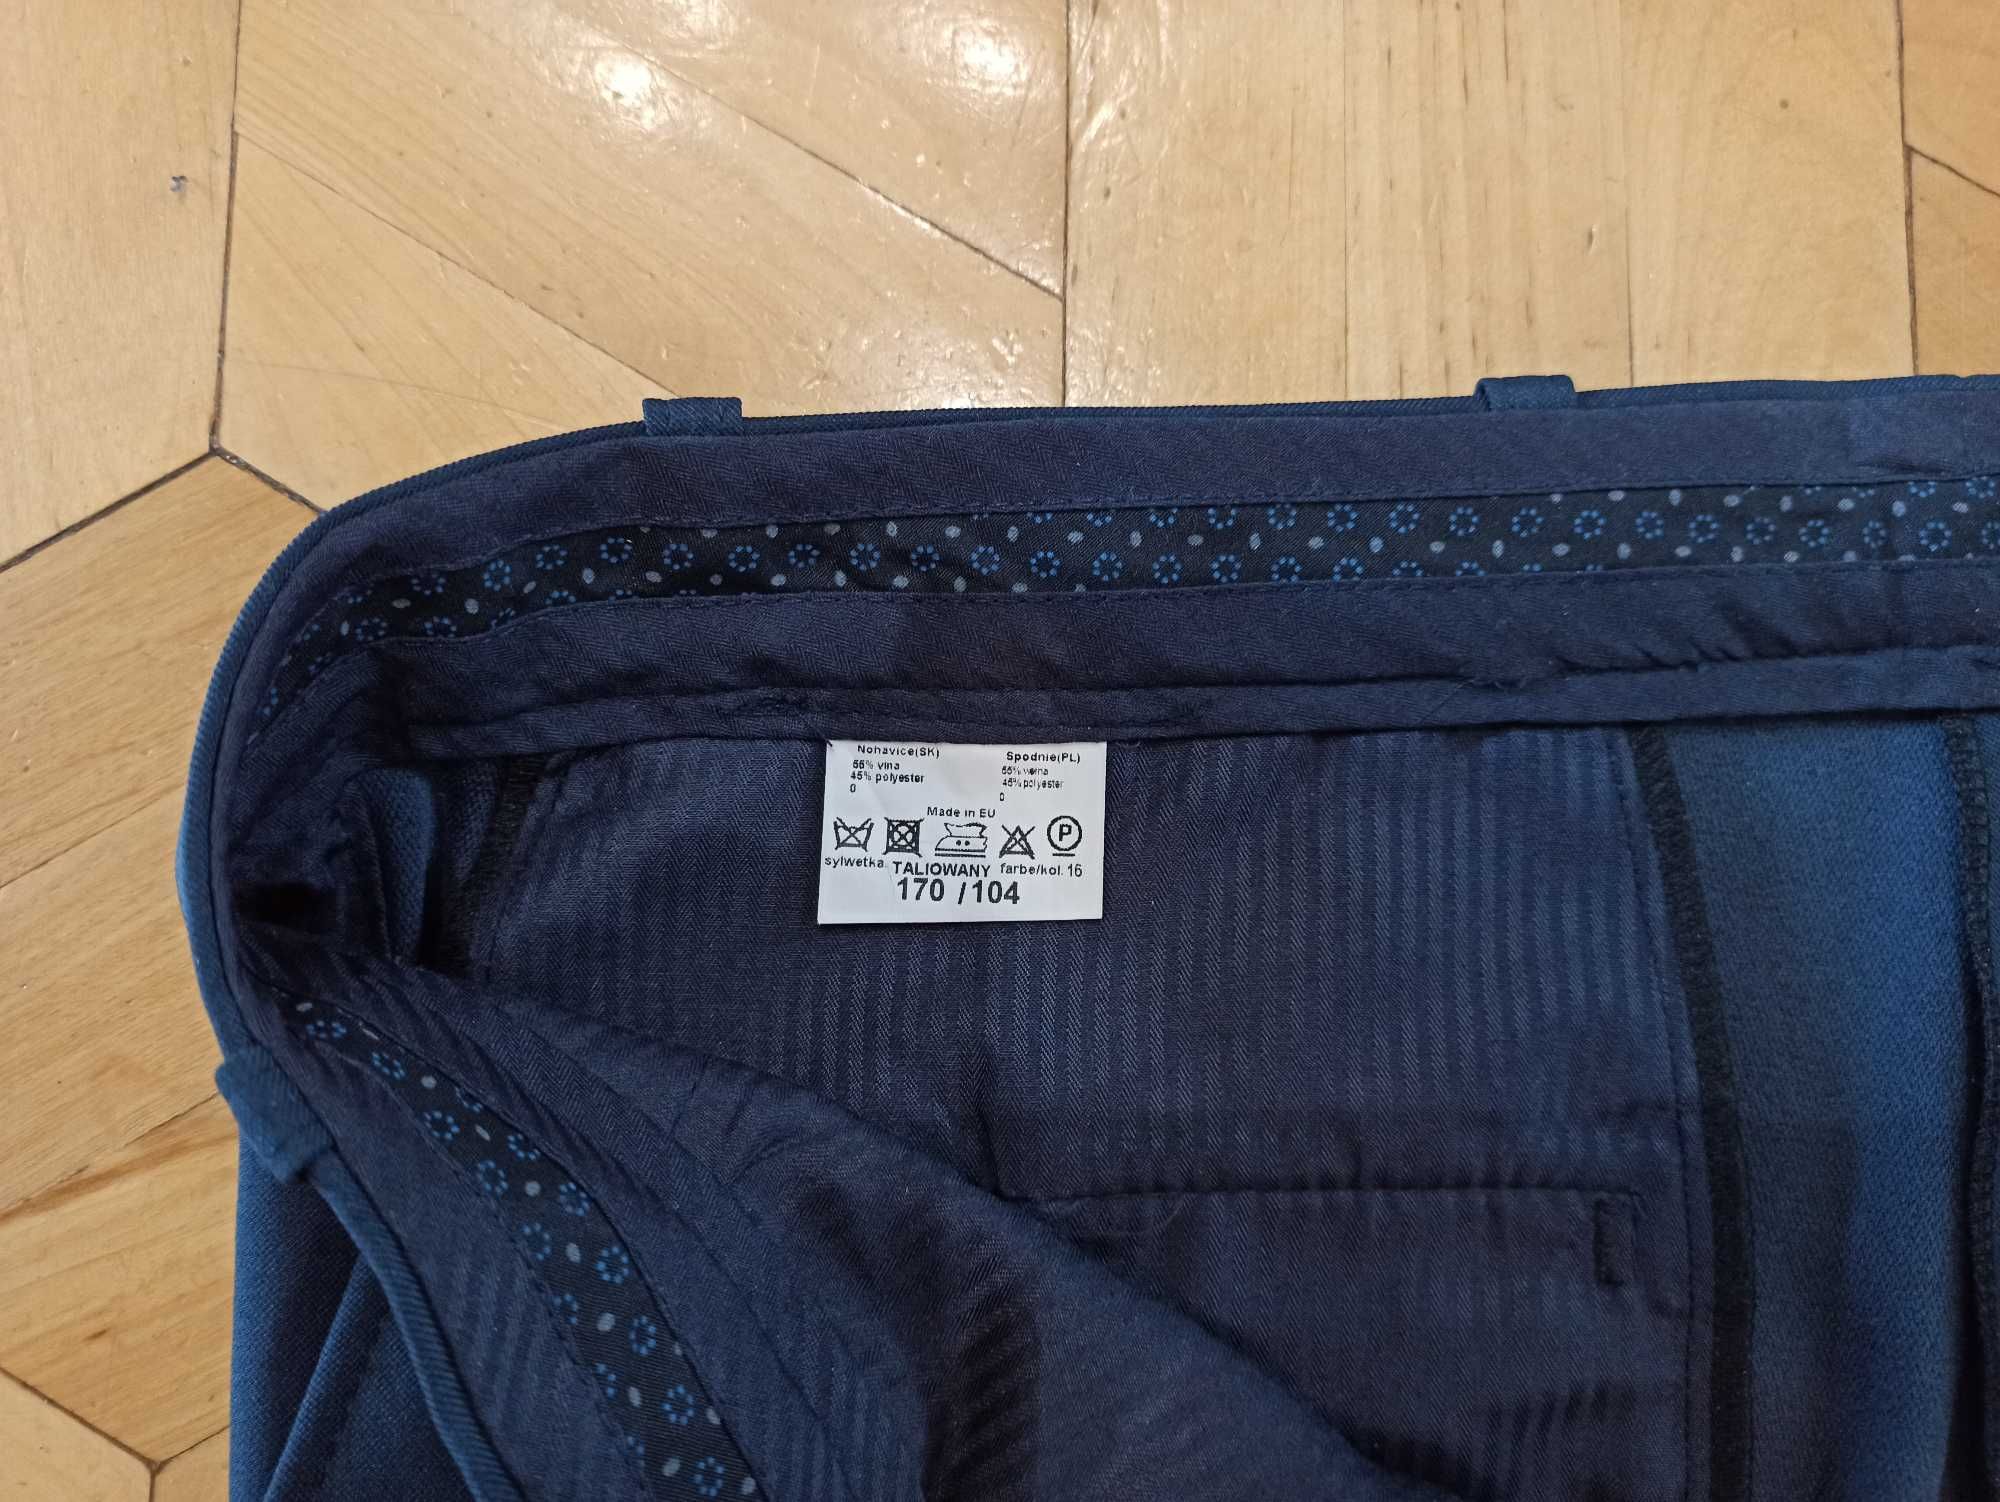 Nohavice(SK)
55% vlna
45% polyester
0
Spodnie(PL)
55% wełna
45% polyester
0
Made in EU
P
sylwetka TALIOWANY farbe/kol. 16
170 /104